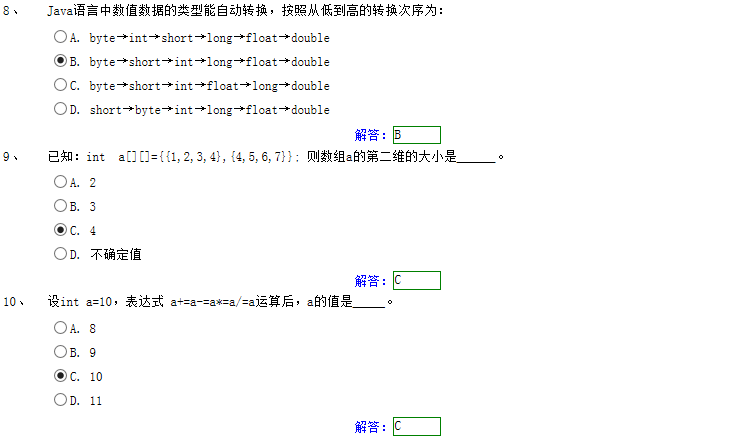 8、 Java语言中数值数据的类型能自动转换，按照从低到高的转换次序为：
A. byte→int→short→long→float→double
B. byte→short→int→long→float→double
C. byte→short→int→float→long→double
D. short→byte→int→long→float→double
解答： B
9、 已知：int a[][]={{1,2,3,4},{4,5,6,7}}; 则数组a的第二维的大小是______。
A. 2
B. 3
C. 4
D. 不确定值
解答： C
10、 设int a=10，表达式 a+=a-=a*=a/=a运算后，a的值是_____。
A. 8
B. 9
C. 10
D. 11
解答： C